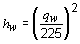 h_w = (q_w / 225)^2